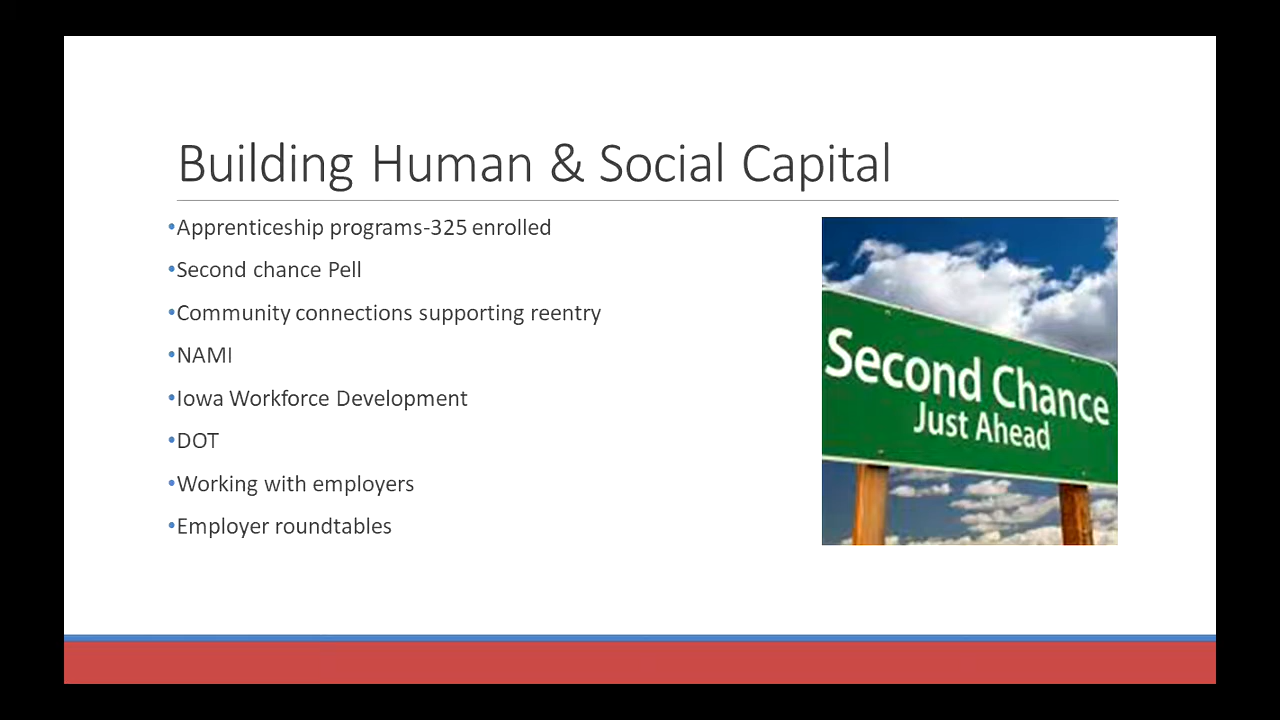 Building Human & Social Capital
•Apprenticeship programs-325 enrolled
•Second chance Pell
•Community connections supporting reentry
•NAMI
•Iowa Workforce Development
•DOT
•Working with employers
•Employer roundtables
Second Chance
Just Ahead